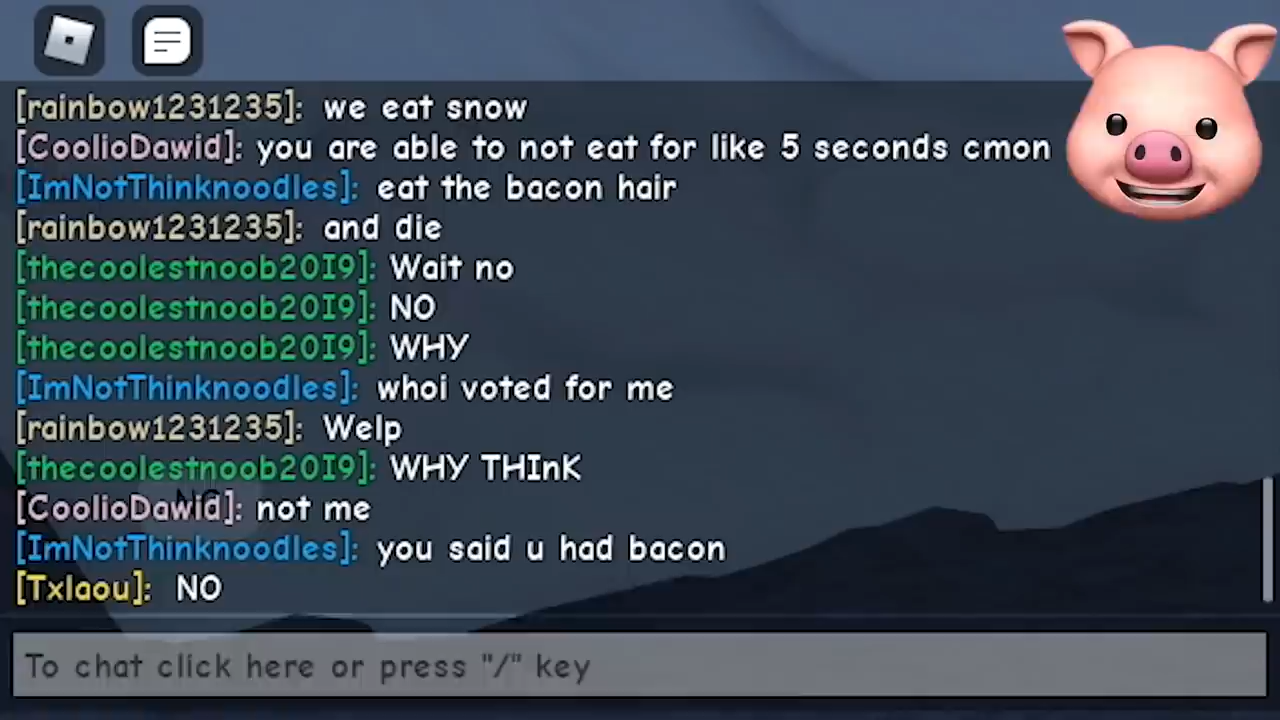 [rainbow1231235]: we eat snow
[CoolioDawid]: you are able to not eat for like 5 seconds cmon
[ImNotThinknoodles]: eat the bacon hair
[rainbow1231235]: and die
[thecoolestnoob20I9]: Wait no
[thecoolestnoob20I9]: NO
[thecoolestnoob20I9]: WHY
[ImNotThinknoodles]: whoi voted for me
[rainbow1231235]: Welp
[thecoolestnoob20I9]: WHY THInK
[CoolioDawid]: not me
[ImNotThinknoodles]: you said u had bacon
[Txlaou]: NO
NO
To chat click here or press "/" key